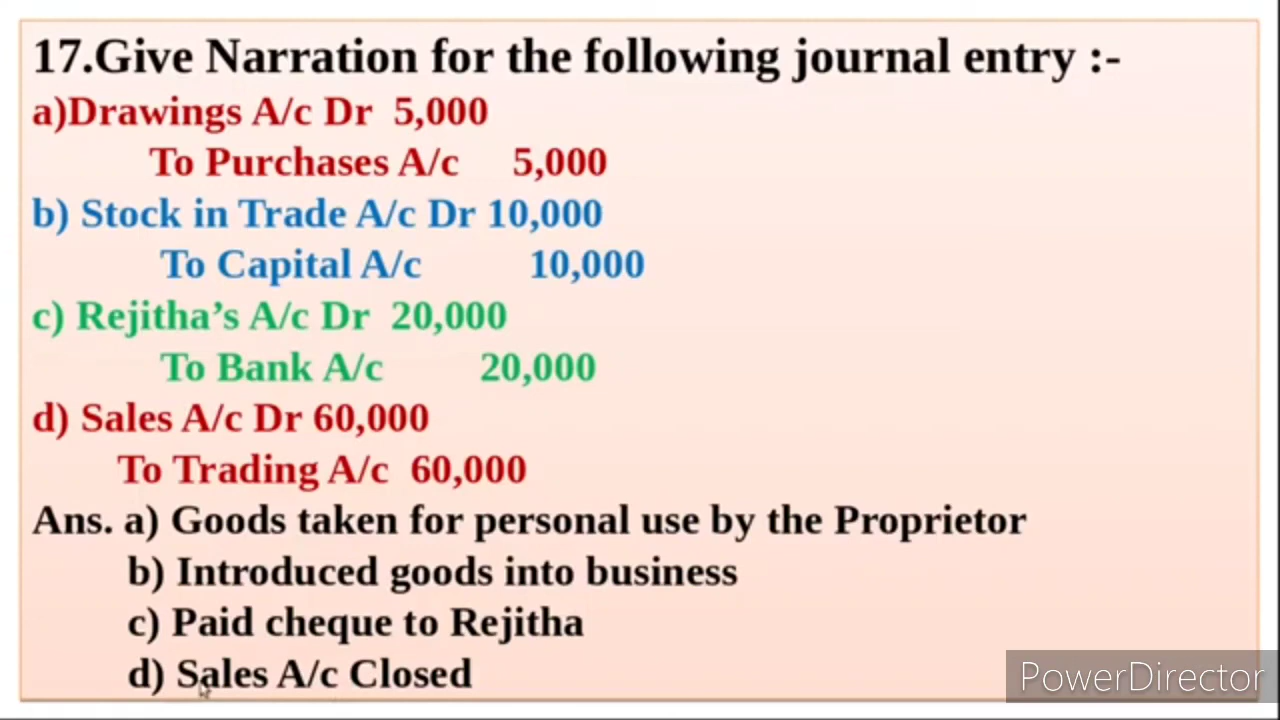 17.Give Narration for the following journal entry :-
a)Drawings A/c Dr 5,000
To Purchases A/c 5,000
b) Stock in Trade A/c Dr 10,000
To Capital A/c 10,000
c) Rejitha’s A/c Dr 20,000
To Bank A/c 20,000
d) Sales A/c Dr 60,000
To Trading A/c 60,000
Ans. a) Goods taken for personal use by the Proprietor
b) Introduced goods into business
c) Paid cheque to Rejitha
d) Sales A/c Closed
PowerDirector